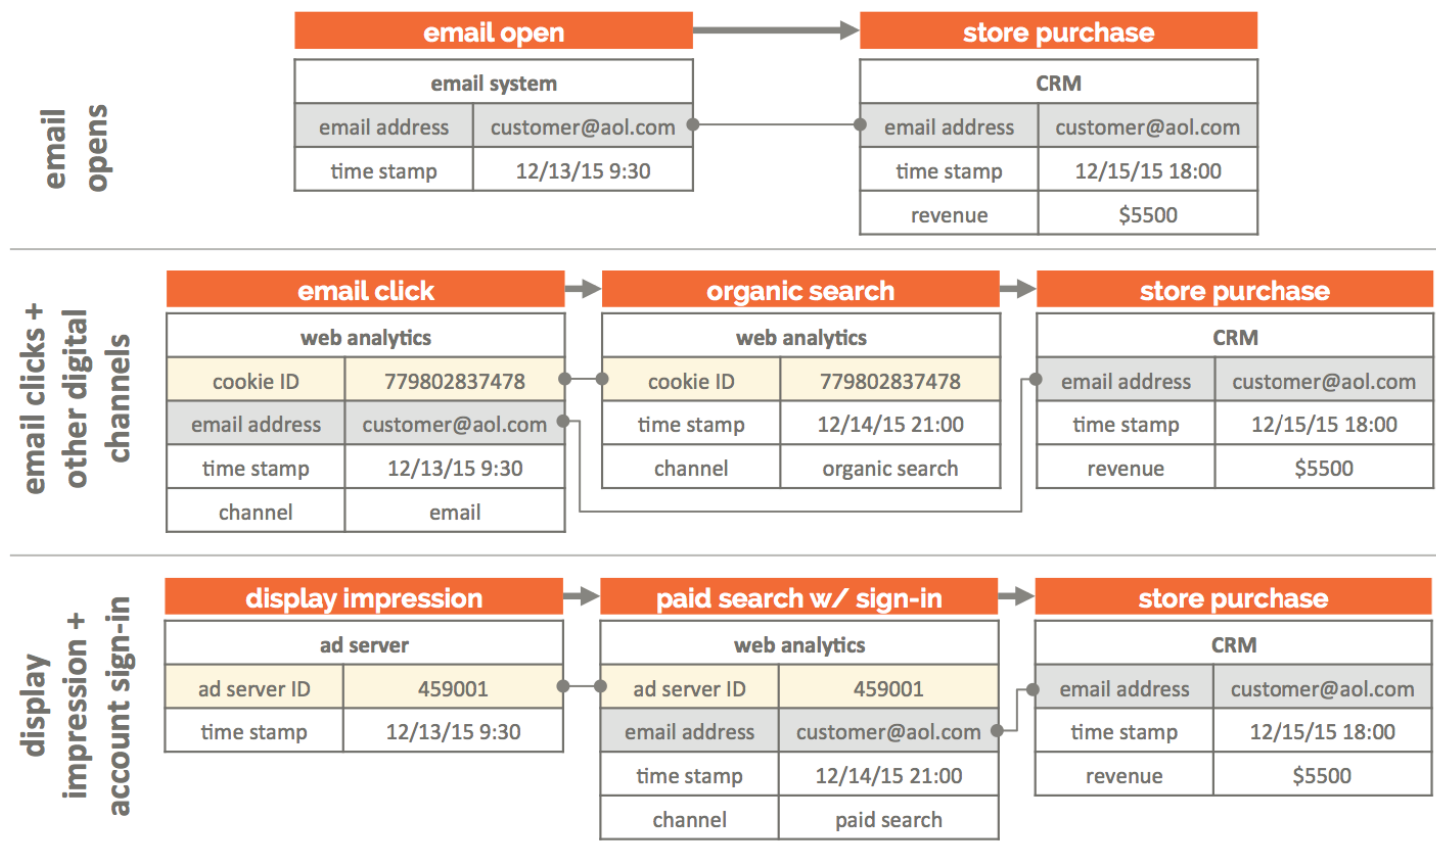 email open
store purchase
email
opens
email system
email address customer@aol.com
time stamp 12/13/15 9:30
CRM
email address customer@aol.com
time stamp 12/15/15 18:00
revenue $5500
email clicks +
other digital
channels
email click
organic search
store purchase
web analytics
cookie ID 779802837478
email address customer@aol.com
time stamp 12/13/15 9:30
channel email
web analytics
cookie ID 779802837478
time stamp 12/14/15 21:00
channel organic search
CRM
email address customer@aol.com
time stamp 12/15/15 18:00
revenue $5500
display
impression +
account sign-in
display impression
paid search w/ sign-in
store purchase
ad server
ad server ID 459001
time stamp 12/13/15 9:30
web analytics
ad server ID 459001
email address customer@aol.com
time stamp 12/14/15 21:00
channel paid search
CRM
email address customer@aol.com
time stamp 12/15/15 18:00
revenue $5500